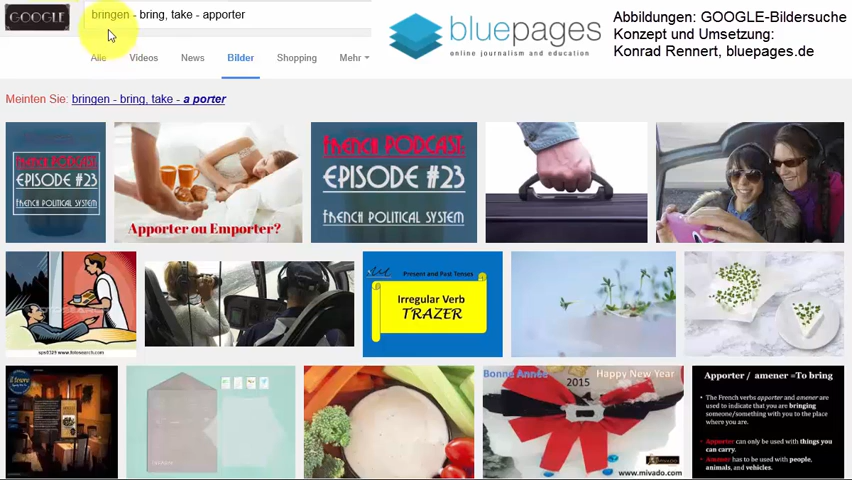 GOOGLE
bringen - bring, take - apporter
bluepages
online journalism and education
Abbildungen: GOOGLE-Bildersuche
Konzept und Umsetzung:
Konrad Rennert, bluepages.de
Alle Videos News Bilder Shopping Mehr
Meinten Sie: bringen - bring, take - a porter
FRENCH PODCAST:
EPISODE #23
FRENCH POLITICAL SYSTEM
Apporter ou Emporter?
FRENCH PODCAST:
EPISODE #23
FRENCH POLITICAL SYSTEM
www.fotosearch.com
Present and Past Tenses
Irregular Verb
TRAZER
Bonne Année
2015
Happy New Year
www.mivado.com
Apporter / amener =To bring
• The French verbs apporter and amener are
used to indicate that you are bringing
someone/something with you to the place
where you are.
• Apporter can only be used with things you
can carry.
• Amener has to be used with people,
animals, and vehicles.